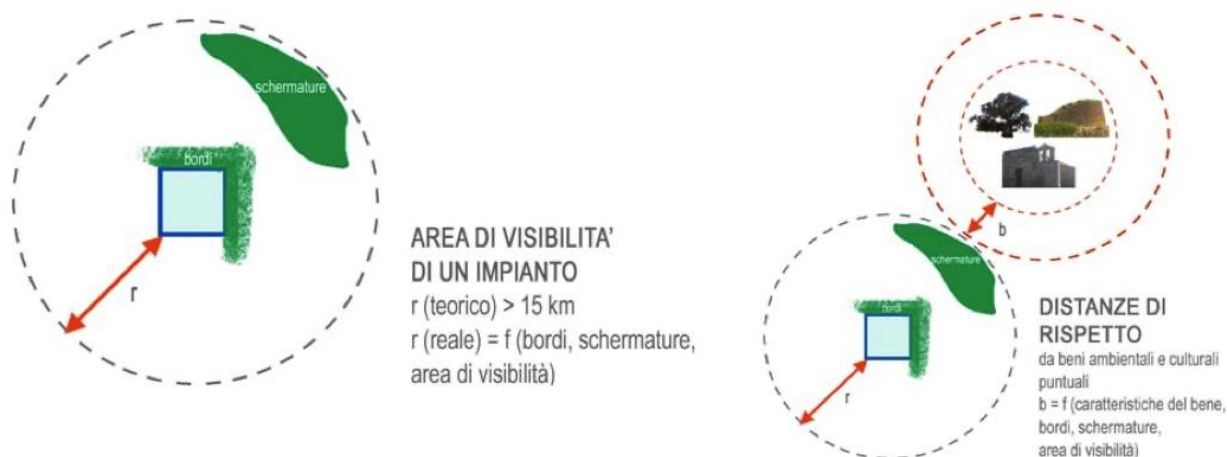 schermature
bordi
r
AREA DI VISIBILITA'
DI UN IMPIANTO
r (teorico) > 15 km
r (reale) = f (bordi, schermature,
area di visibilità)
b
schermature
bordi
r
DISTANZE DI
RISPETTO
da beni ambientali e culturali
puntuali
b = f (caratteristiche del bene,
bordi, schermature,
area di visibilità)